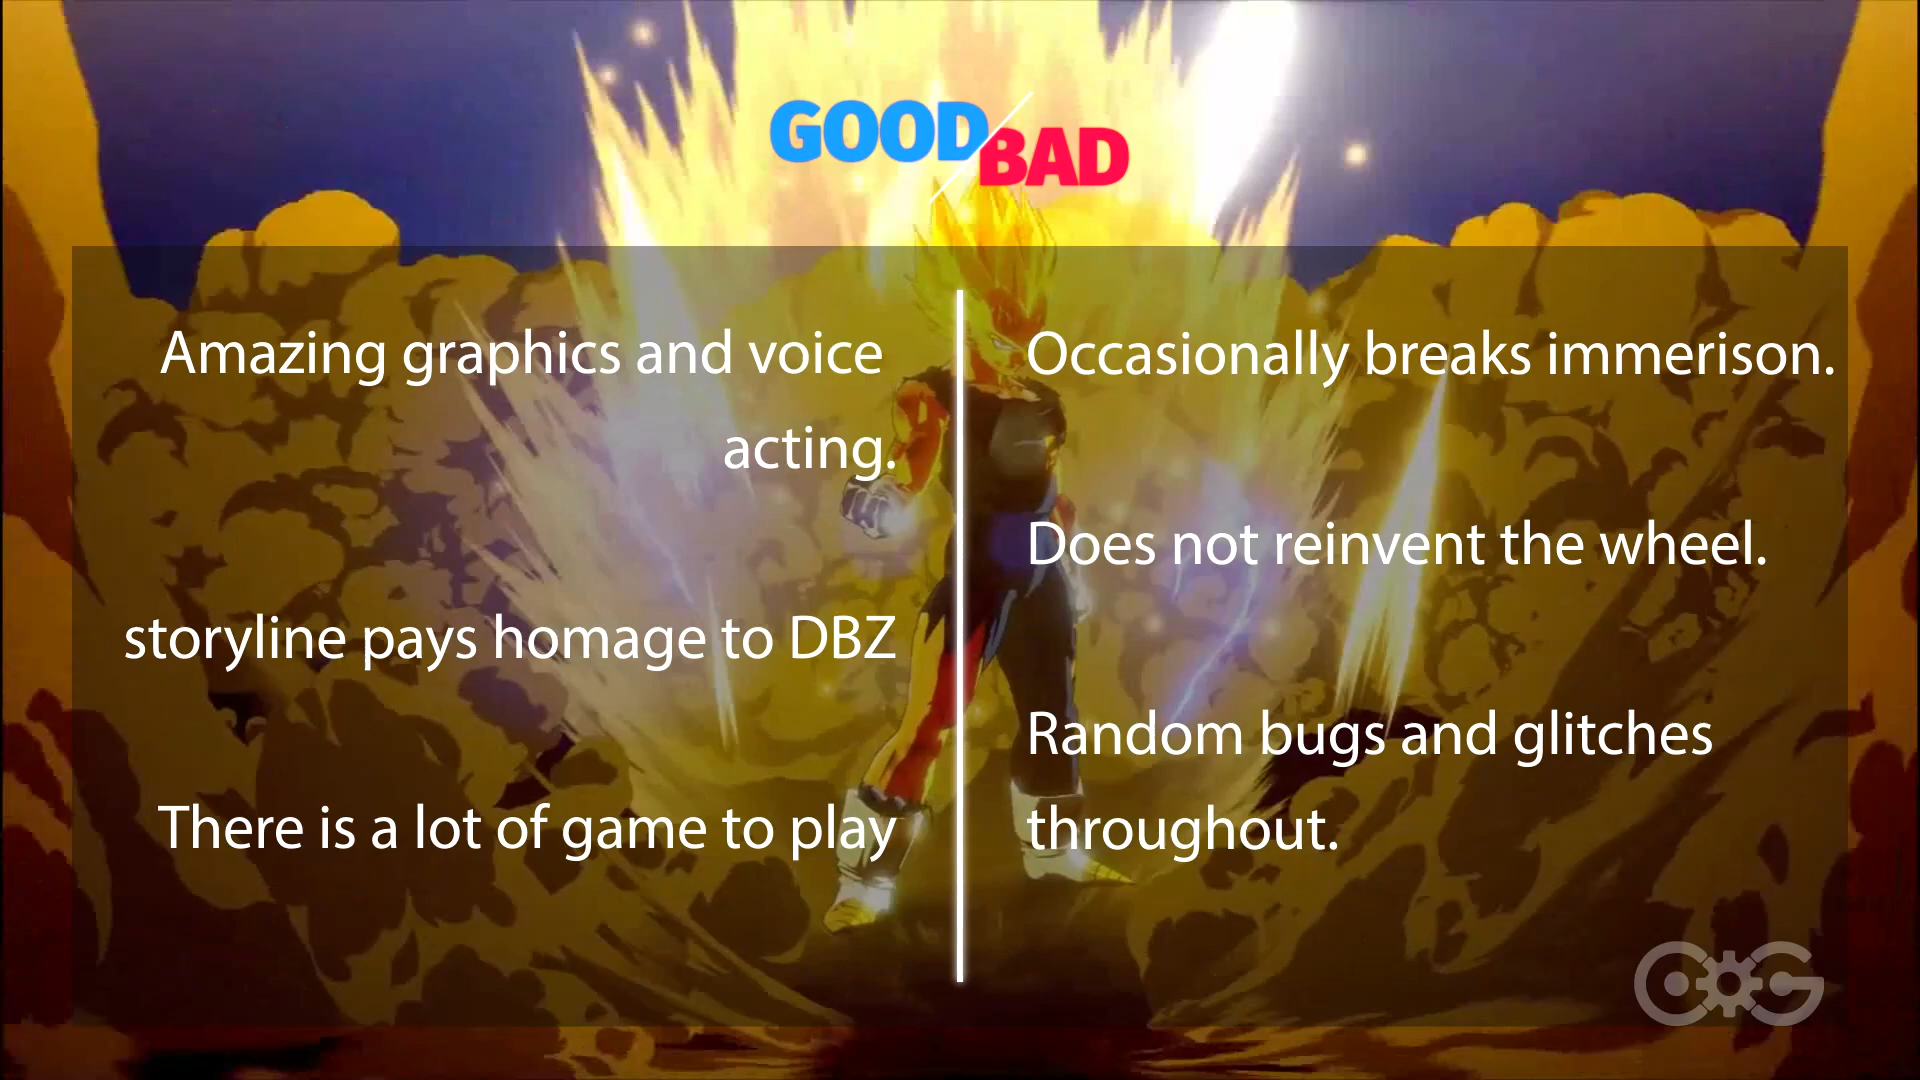 GOOD
BAD
Amazing graphics and voice
acting.
storyline pays homage to DBZ
There is a lot of game to play
Occasionally breaks immerison.
Does not reinvent the wheel.
Random bugs and glitches
throughout.
COG